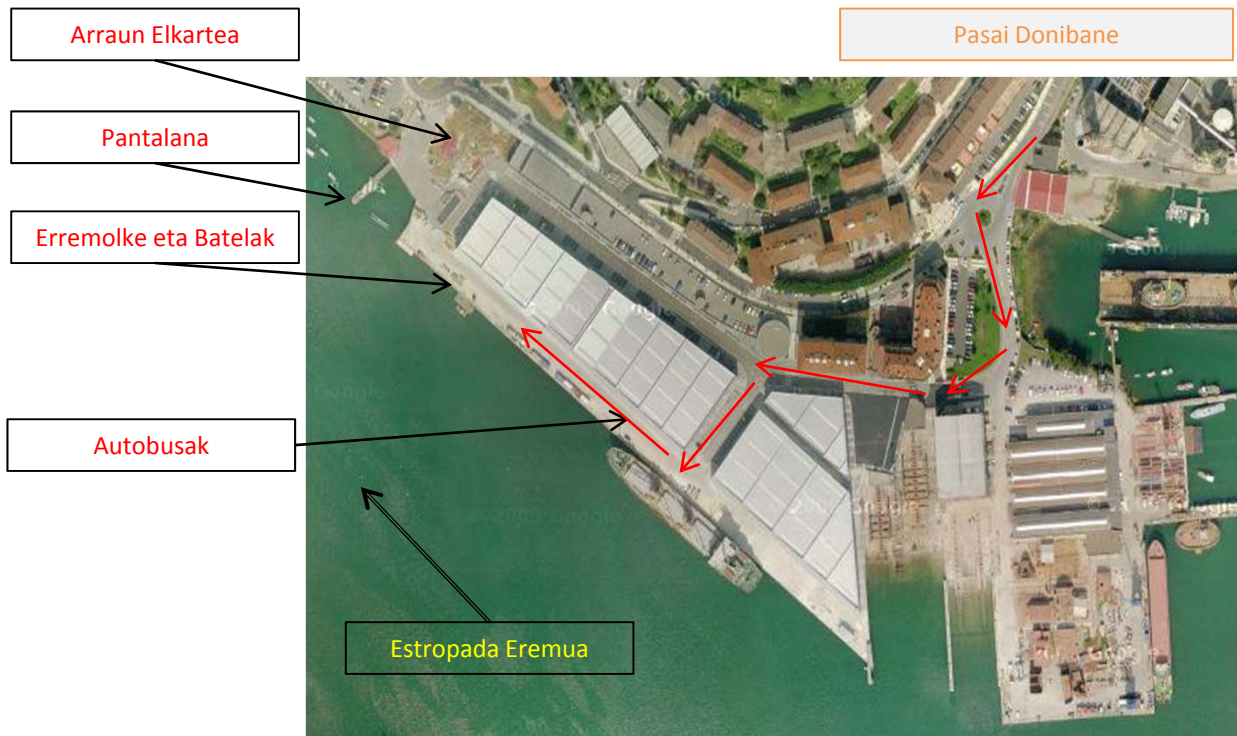 Arraun Elkartea
Pasai Donibane
Pantalana
Erremolke eta Batelak
Autobusak
Estropada Eremua